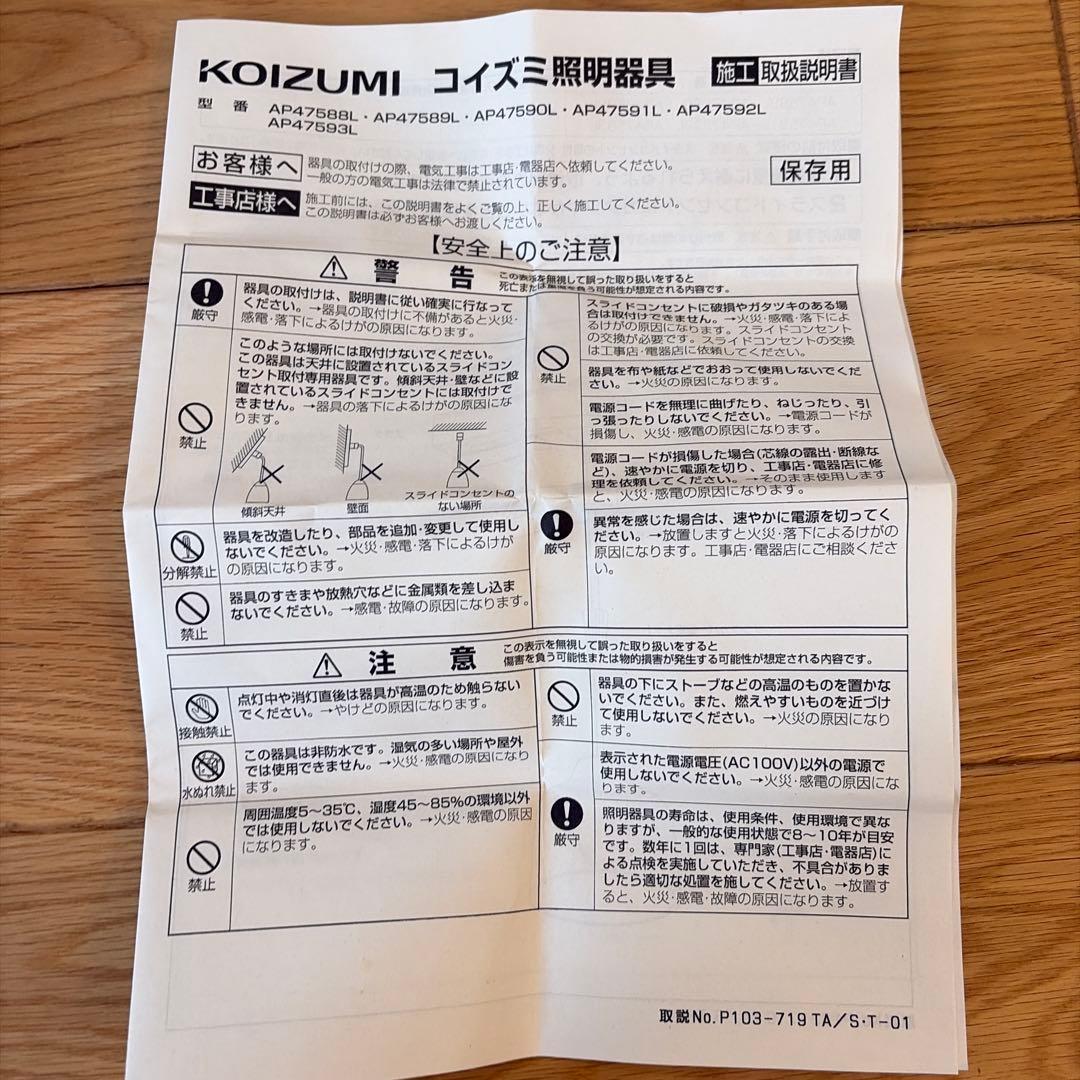 KOIZUMI コイズミ照明器具 施工 取扱説明書
型番 AP47588L・AP47589L・AP47590L・AP47591L・AP47592L
AP47593L
お客様へ 器具の取付けの際、電気工事は工事店・電器店へ依頼してください。
一般の方の電気工事は法律で禁止されています。
保存用
工事店様へ 施工前には、この説明書をよくご覧の上、正しく施工してください。
この説明書は必ずお客様へお渡しください。
【安全上のご注意】
警告 この表示を無視して誤った取り扱いをすると
死亡または重傷を負う可能性が想定される内容です。
厳守
器具の取付けは、説明書に従い確実に行なって
ください。→器具の取付けに不備があると火災・
感電・落下によるけがの原因になります。
禁止
このような場所には取付けないでください。
この器具は天井に設置されているスライドコン
セント取付専用器具です。傾斜天井・壁などに設
置されているスライドコンセントには取付けで
きません。→器具の落下によるけがの原因にな
ります。
傾斜天井
壁面
スライドコンセントの
ない場所
分解禁止
器具を改造したり、部品を追加・変更して使用し
ないでください。→火災・感電・落下によるけが
の原因になります。
禁止
器具のすきまや放熱穴などに金属類を差し込ま
ないでください。→感電・故障の原因になります。
禁止
スライドコンセントに破損やガタツキのある場
合は取付けできません。→火災・感電・落下によ
るけがの原因になります。スライドコンセント
の交換が必要です。スライドコンセントの交換
は工事店・電器店に依頼してください。
器具を布や紙などでおおって使用しないでくだ
さい。→火災の原因になります。
電源コードを無理に曲げたり、ねじったり、引
っ張ったりしないでください。→電源コードが
損傷し、火災・感電の原因になります。
厳守
電源コードが損傷した場合(芯線の露出・断線な
ど)、速やかに電源を切り、工事店・電器店に修
理を依頼してください。→そのまま使用します
と、火災・感電の原因になります。
異常を感じた場合は、速やかに電源を切ってく
ださい。→放置しますと火災・落下によるけがの
原因になります。工事店・電器店にご相談くださ
い。
注意 この表示を無視して誤った取り扱いをすると
傷害を負う可能性または物的損害が発生する可能性が想定される内容です。
接触禁止
点灯中や消灯直後は器具が高温のため触らない
でください。→やけどの原因になります。
水ぬれ禁止
この器具は非防水です。湿気の多い場所や屋外
では使用できません。→火災・感電の原因になり
ます。
禁止
周囲温度5〜35℃、湿度45〜85%の環境以外
では使用しないでください。→火災・感電の原因
になります。
禁止
器具の下にストーブなどの高温のものを置かな
いでください。また、燃えやすいものを近づけ
て使用しないでください。→火災の原因になりま
す。
厳守
表示された電源電圧(AC100V)以外の電源で
使用しないでください。→火災・感電の原因にな
ります。
照明器具の寿命は、使用条件、使用環境で異な
りますが、一般的な使用状態で8〜10年が目安
です。数年に1回は、専門家(工事店・電器店)に
よる点検を実施していただき、不具合がありま
したら適切な処置を施してください。→放置す
ると、火災・感電・故障の原因になります。
取説No.P103-719 TA/S・T-01